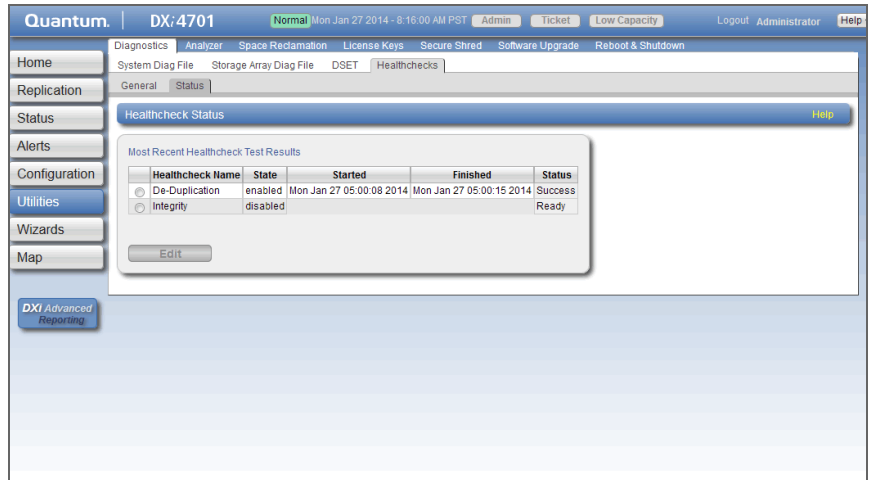 Quantum. DXi4701 Normal Mon Jan 27 2014 - 8:16:00 AM PST Admin Ticket Low Capacity Logout Administrator Help
Diagnostics Analyzer Space Reclamation License Keys Secure Shred Software Upgrade Reboot & Shutdown
System Diag File Storage Array Diag File DSET Healthchecks
General Status
Home
Replication
Status
Alerts
Configuration
Utilities
Wizards
Map
DXI Advanced
Reporting
Healthcheck Status Help
Most Recent Healthcheck Test Results
Healthcheck Name State Started Finished Status
De-Duplication enabled Mon Jan 27 05:00:08 2014 Mon Jan 27 05:00:15 2014 Success
Integrity disabled Ready
Edit